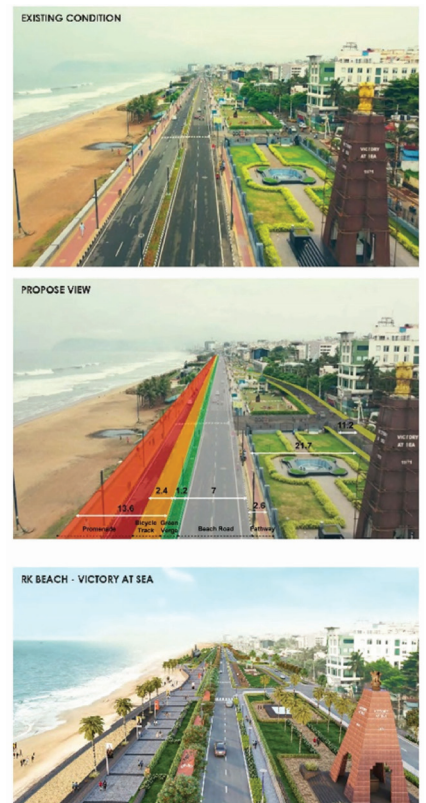 EXISTING CONDITION
VICTORY
AT SEA
1971
PROPOSE VIEW
11.2
21.7
VICTORY
AT SEA
2.4
1.2
7
13.6
2.6
Promenade
Bicycle
Track
Green
Verge
Beach Road
Pathway
RK BEACH - VICTORY AT SEA